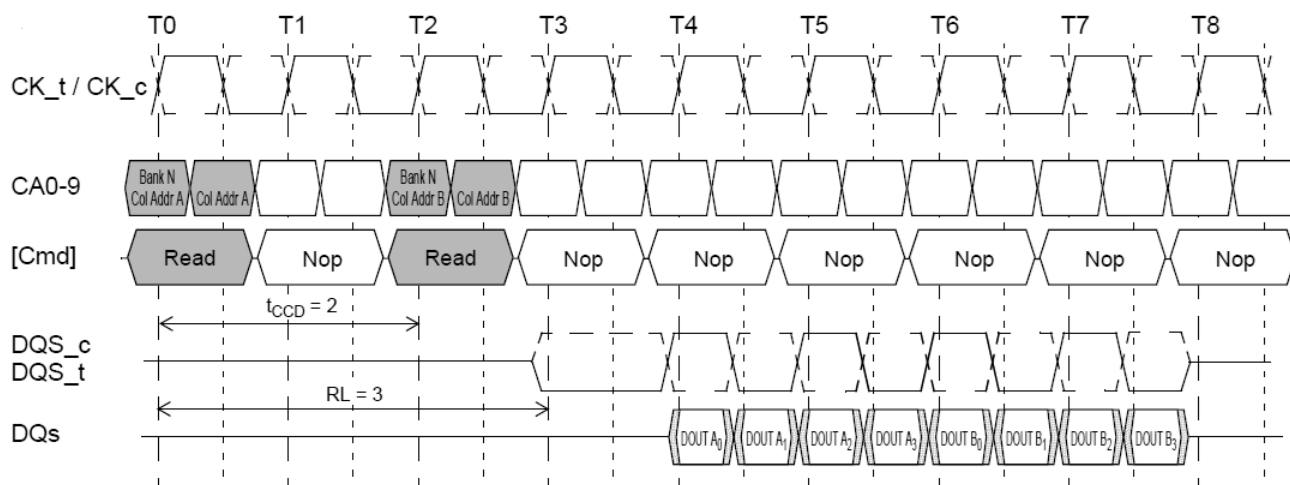 T0 T1 T2 T3 T4 T5 T6 T7 T8
CK_t / CK_c
CA0-9
Bank N
Col Addr A
Col Addr A
Bank N
Col Addr B
Col Addr B
[Cmd] Read Nop Read Nop Nop Nop Nop Nop Nop
tCCD = 2
DQS_c
DQS_t
RL = 3
DQs DOUT A0 DOUT A1 DOUT A2 DOUT A3 DOUT B0 DOUT B1 DOUT B2 DOUT B3